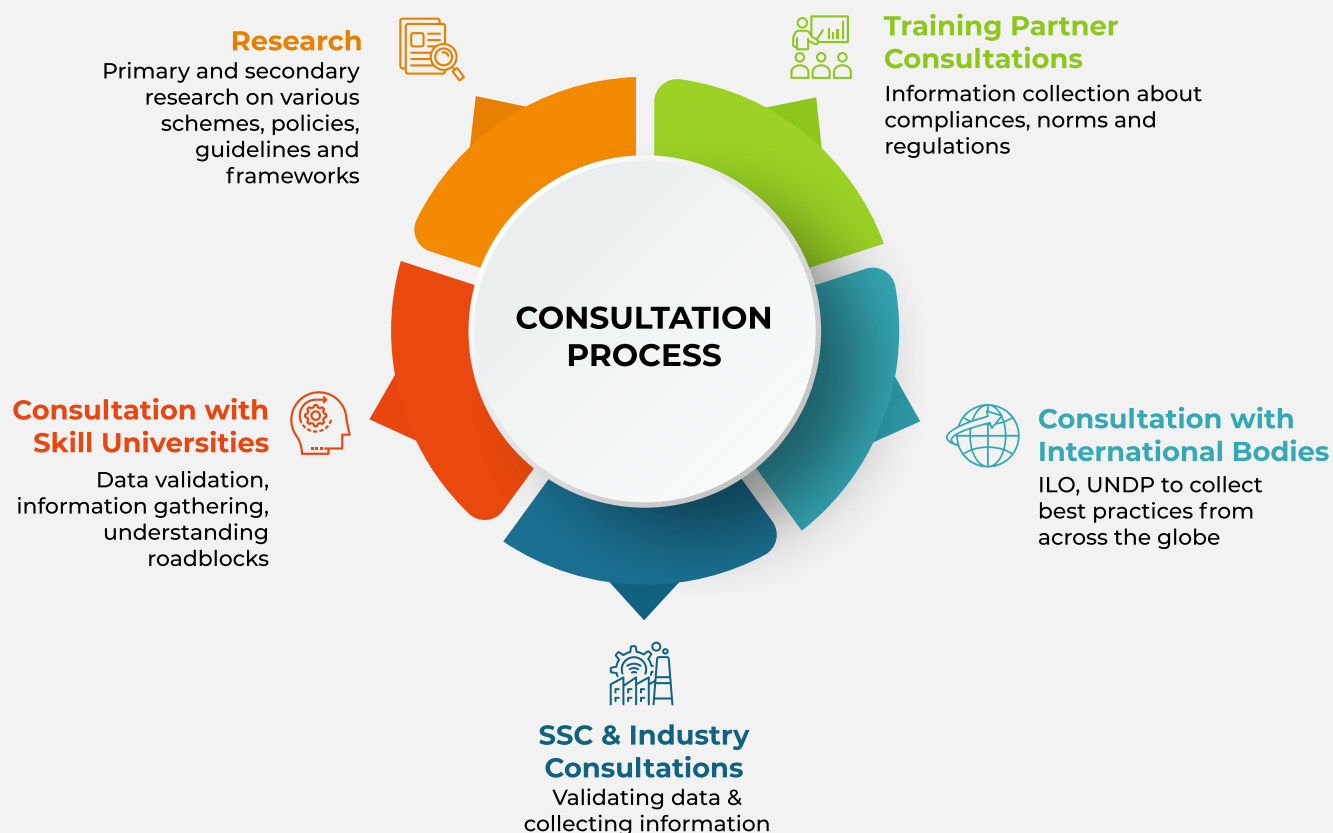 Research
Primary and secondary
research on various
schemes, policies,
guidelines and
frameworks
Training Partner
Consultations
Information collection about
compliances, norms and
regulations
CONSULTATION
PROCESS
Consultation with
Skill Universities
Data validation,
information gathering,
understanding
roadblocks
Consultation with
International Bodies
ILO, UNDP to collect
best practices from
across the globe
SSC & Industry
Consultations
Validating data &
collecting information